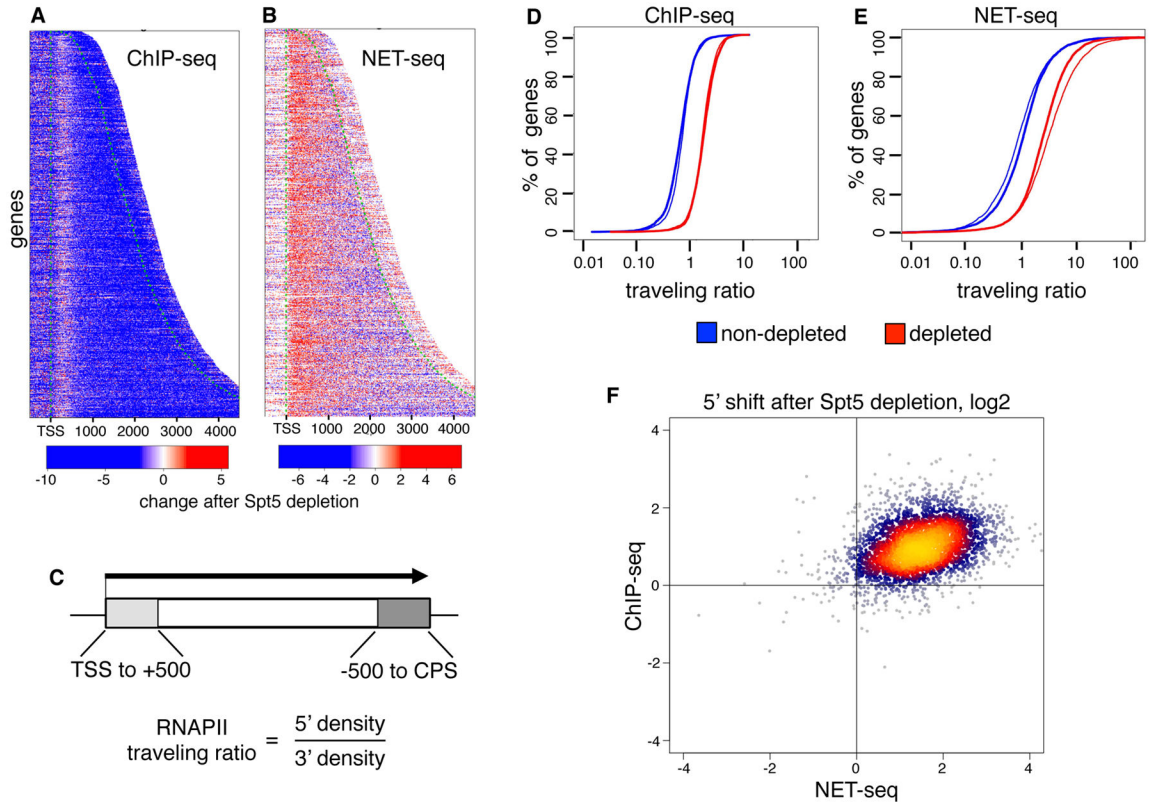 A
ChIP-seq
genes
TSS 1000 2000 3000 4000
-10 -5 0 5
B
NET-seq
TSS 1000 2000 3000 4000
-6 -4 -2 0 2 4 6
change after Spt5 depletion
C
TSS to +500
-500 to CPS
RNAPII
traveling ratio
=
5’ density
3’ density
D
ChIP-seq
% of genes
100
80
60
40
20
0
0.01 0.10 1 10 100
traveling ratio
E
NET-seq
% of genes
100
80
60
40
20
0
0.01 0.10 1 10 100
traveling ratio
non-depleted
depleted
F
5’ shift after Spt5 depletion, log2
ChIP-seq
4
2
0
-2
-4
-4 -2 0 2 4
NET-seq